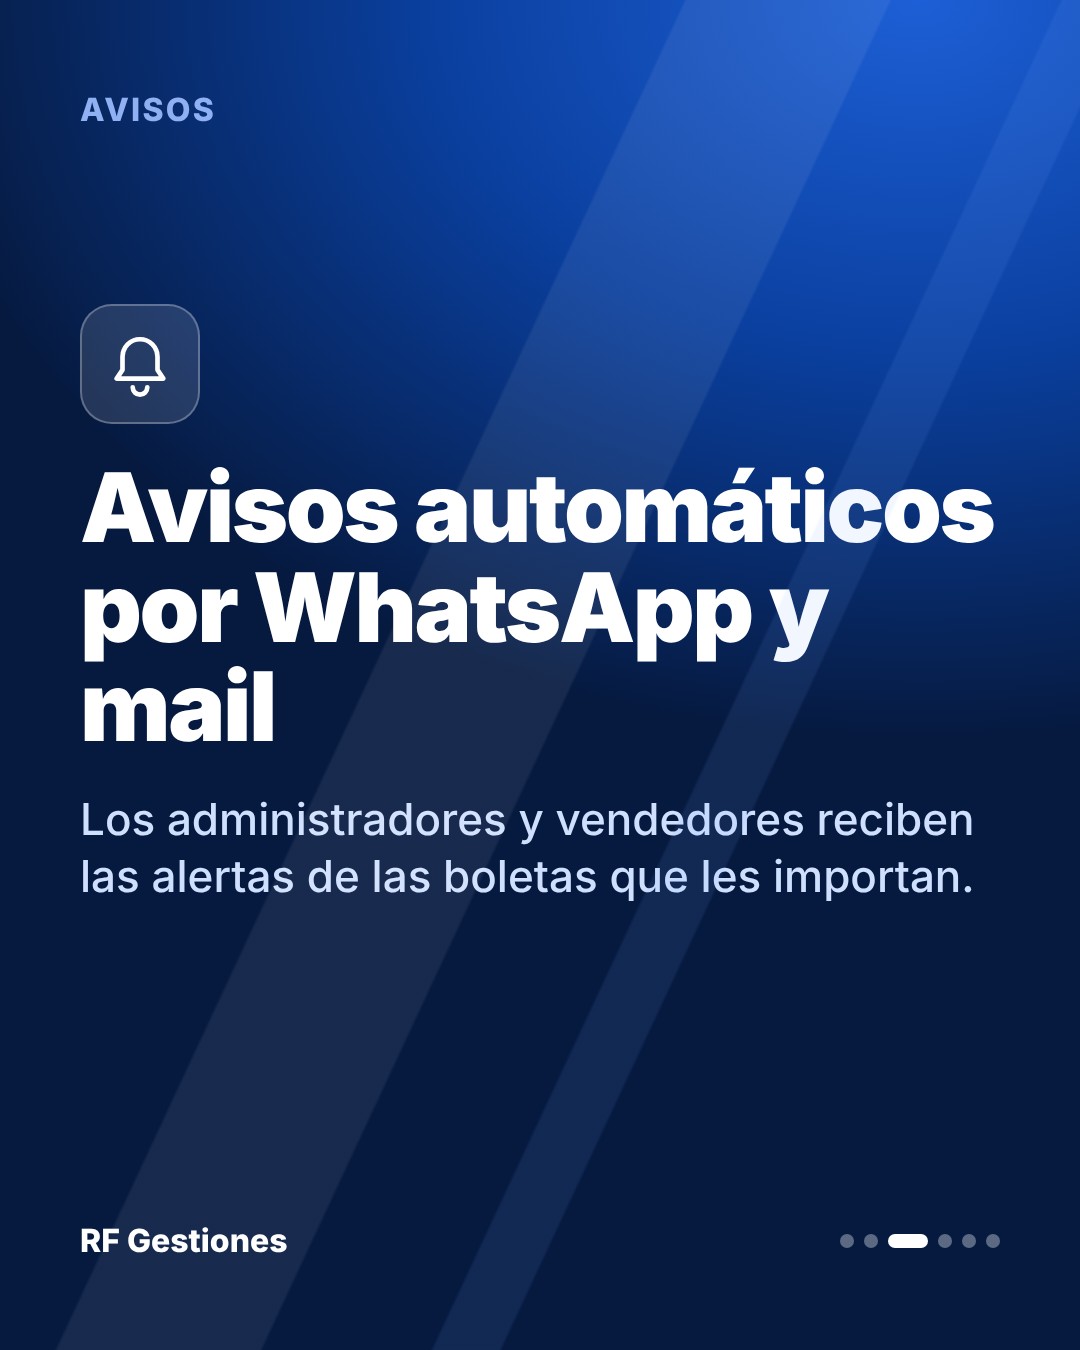 AVISOS
Avisos automáticos
por WhatsApp y
mail
Los administradores y vendedores reciben
las alertas de las boletas que les importan.
RF Gestiones